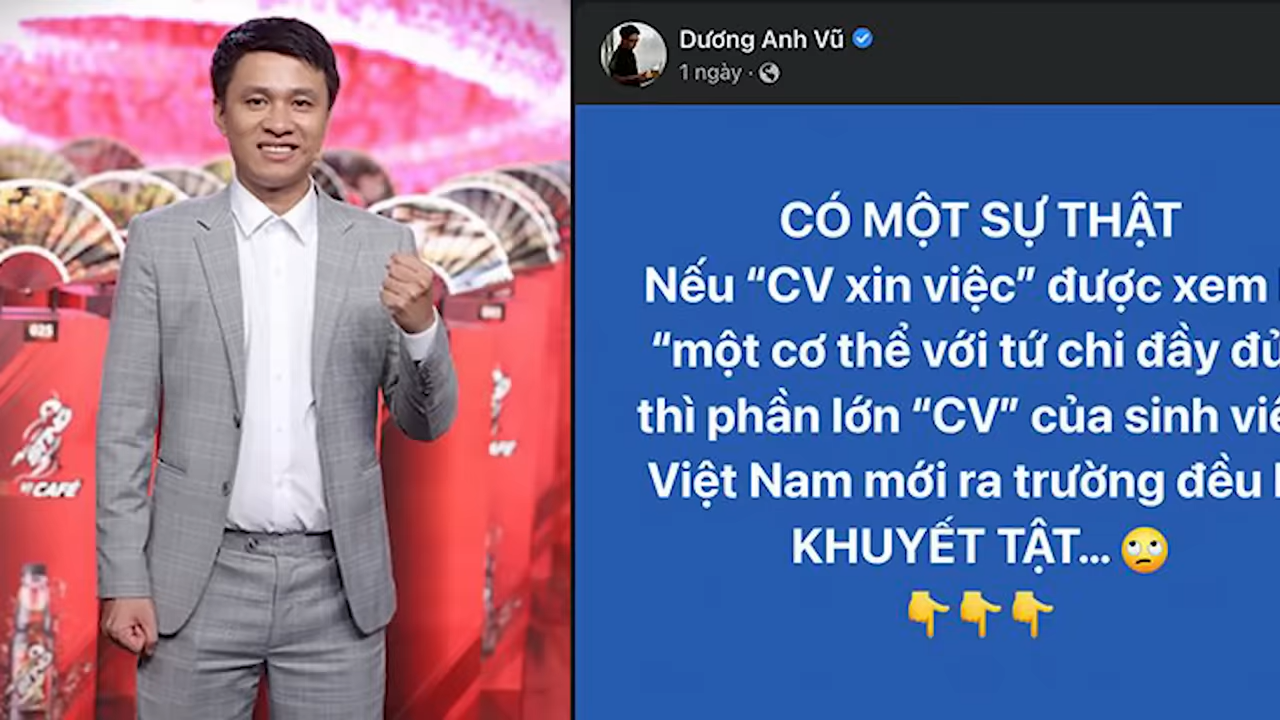 Dương Anh Vũ
1 ngày ·
CÓ MỘT SỰ THẬT
Nếu “CV xin việc” được xem
“một cơ thể với tứ chi đầy đủ
thì phần lớn “CV” của sinh viê
Việt Nam mới ra trường đều
KHUYẾT TẬT...
025
CAFÉ